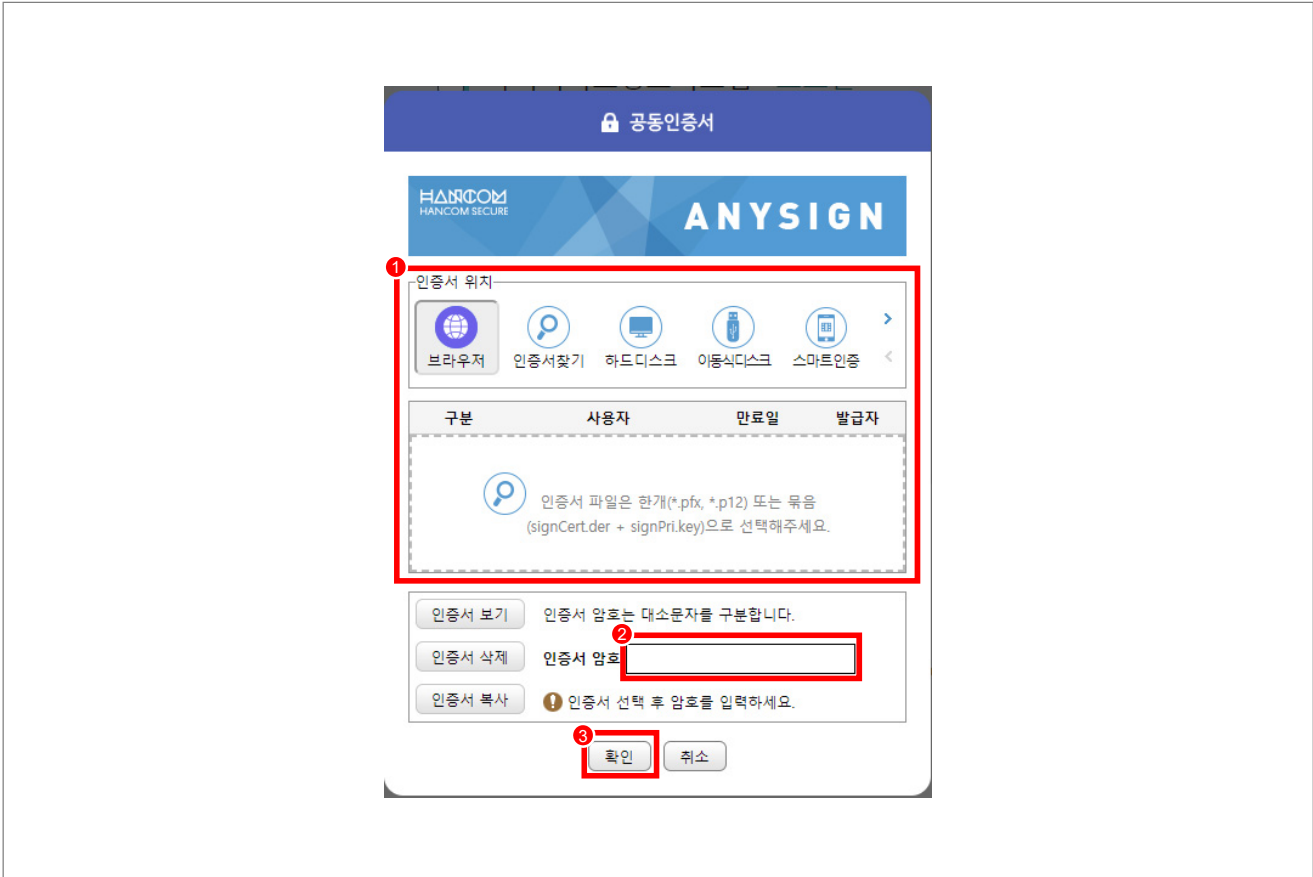 공동인증서
HANCOM
HANCOM SECURE
ANYSIGN
1
인증서 위치
브라우저 인증서찾기 하드디스크 이동식디스크 스마트인증
구분 사용자 만료일 발급자
인증서 파일은 한개(*.pfx, *.p12) 또는 묶음
(signCert.der + signPri.key)으로 선택해주세요.
인증서 보기 인증서 암호는 대소문자를 구분합니다.
2
인증서 삭제 인증서 암호
인증서 복사 인증서 선택 후 암호를 입력하세요.
3
확인 취소